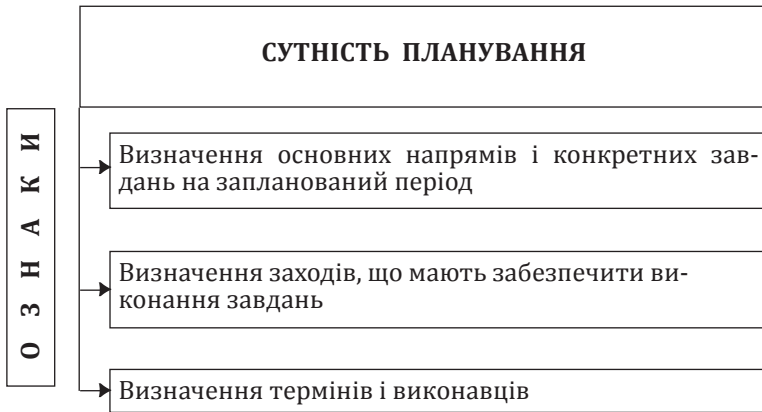 СУТНІСТЬ ПЛАНУВАННЯ
ОЗНАКИ
Визначення основних напрямів і конкретних зав-
дань на запланований період
Визначення заходів, що мають забезпечити ви-
конання завдань
Визначення термінів і виконавців